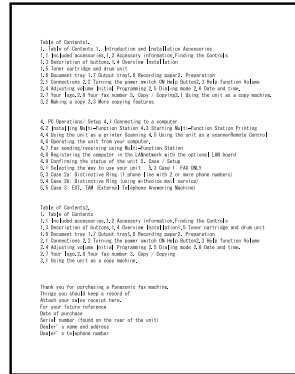 Table of Contents1.
1. Table of Contents 1. Introduction and Installation Accessories
1.1 Included accessories.1.2 Accessory information.Finding the Controls
1.3 Description of buttons.1.4 Overview Installation
1.5 Toner cartridge and drum unit
1.6 Document tray 1.7 Output tray1.8 Recording paper2. Preparation
2.1 Connections 2.2 Turning the power switch ON Help Button2.3 Help function Volume
2.4 Adjusting volume Initial Programming 2.5 Dialing mode 2.6 Date and time.
2.7 Your logo.2.8 Your fax number 3. Copy / Copying3.1 Using the unit as a copy machine.
3.2 Making a copy 3.3 More copying features
4. PC Operations/ Setup 4.1 Connecting to a computer
4.2 Installing Multi-Function Station 4.3 Starting Multi-Function Station Printing
4.4 Using the unit as a printer Scanning 4.5 Using the unit as a scannerRemote Control
4.6 Operating the unit from your computer.
4.7 Fax sending/receiving using Multi-Function Station
4.8 Registering the computer in the LANnetwork with the optional LAN board
4.9 Confirming the status of the unit 5. Case / Setup
5.1 Selecting the way to use your unit 5.2 Case 1: FAX ONLY
5.3 Case 2a: Distinctive Ring (1 phone line with 2 or more phone numbers)
5.4 Case 2b: Distinctive Ring (using withvoice mail service)
5.5 Case 3: EXT. TAM (External Telephone Answering Machine)
Table of Contents2.
1. Table of Contents
1.1 Included accessories.1.2 Accessory information.Finding the Controls
1.3 Description of buttons.1.4 Overview Installation1.5 Toner cartridge and drum unit
1.6 Document tray 1.7 Output tray1.8 Recording paper2. Preparation
2.1 Connections 2.2 Turning the power switch ON Help Button2.3 Help function Volume
2.4 Adjusting volume Initial Programming 2.5 Dialing mode 2.6 Date and time.
2.7 Your logo.2.8 Your fax number 3. Copy / Copying
3.1 Using the unit as a copy machine.
Thank you for purchasing a Panasonic fax machine.
Things you should keep a record of
Attach your sales receipt here.
For your future reference
Date of purchase
Serial number (found on the rear of the unit)
Dealer's name and address
Dealer's telephone number